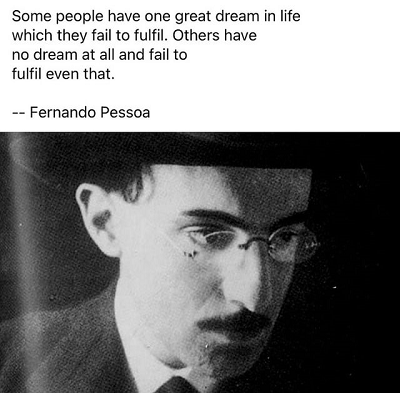 Some people have one great dream in life
which they fail to fulfil. Others have
no dream at all and fail to
fulfil even that.
-- Fernando Pessoa